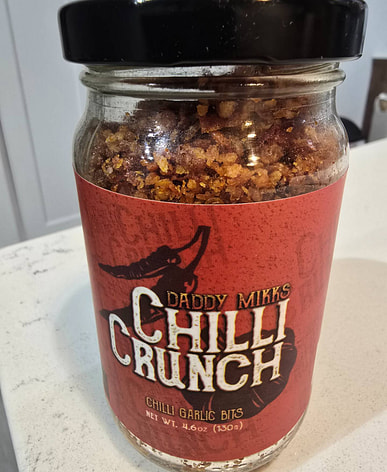 DADDY MIKKS
CHILLI
CRUNCH
CHILLI GARLIC BITS
NET WT. 4.6oz (130g)